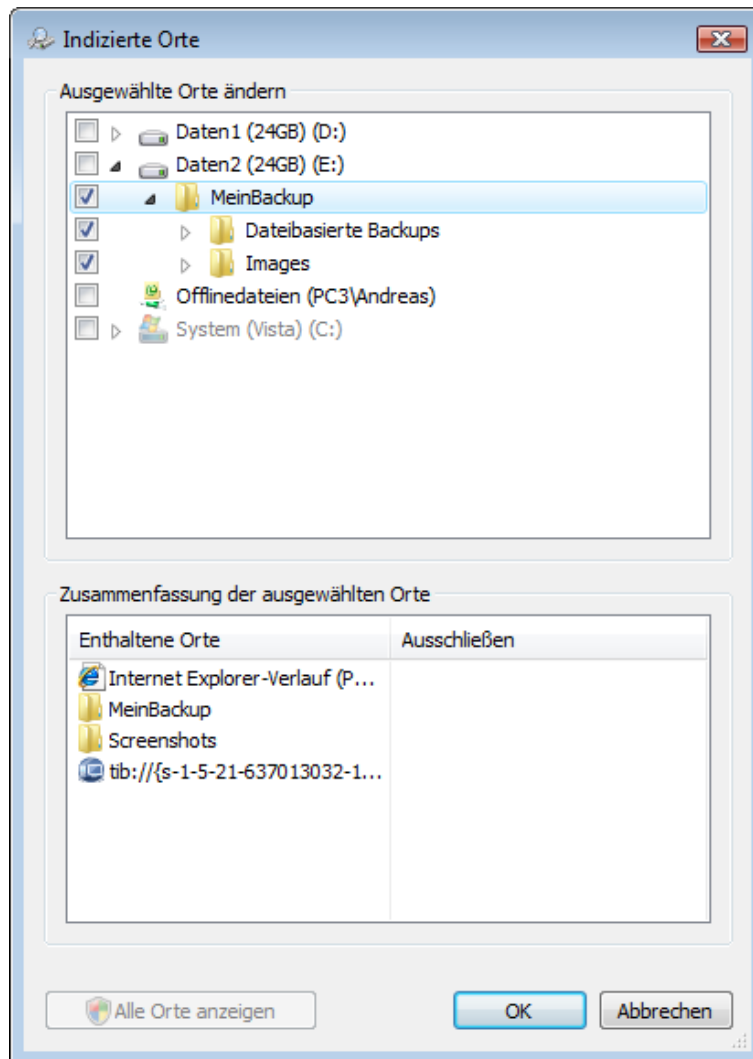 Indizierte Orte
Ausgewählte Orte ändern
Daten1 (24GB) (D:)
Daten2 (24GB) (E:)
MeinBackup
Dateibasierte Backups
Images
Offlinedateien (PC3\Andreas)
System (Vista) (C:)
Zusammenfassung der ausgewählten Orte
Enthaltene Orte Ausschließen
Internet Explorer-Verlauf (P...
MeinBackup
Screenshots
tib://{s-1-5-21-637013032-1...
Alle Orte anzeigen OK Abbrechen